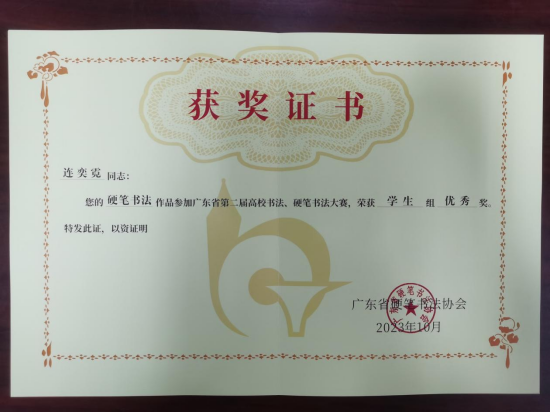 获奖证书
连奕霓 同志：
您的 硬笔书法 作品参加广东省第二届高校书法、硬笔书法大赛，荣获 学生 组 优秀 奖。
特发此证，以资证明
广东省硬笔书法协会
2023年10月